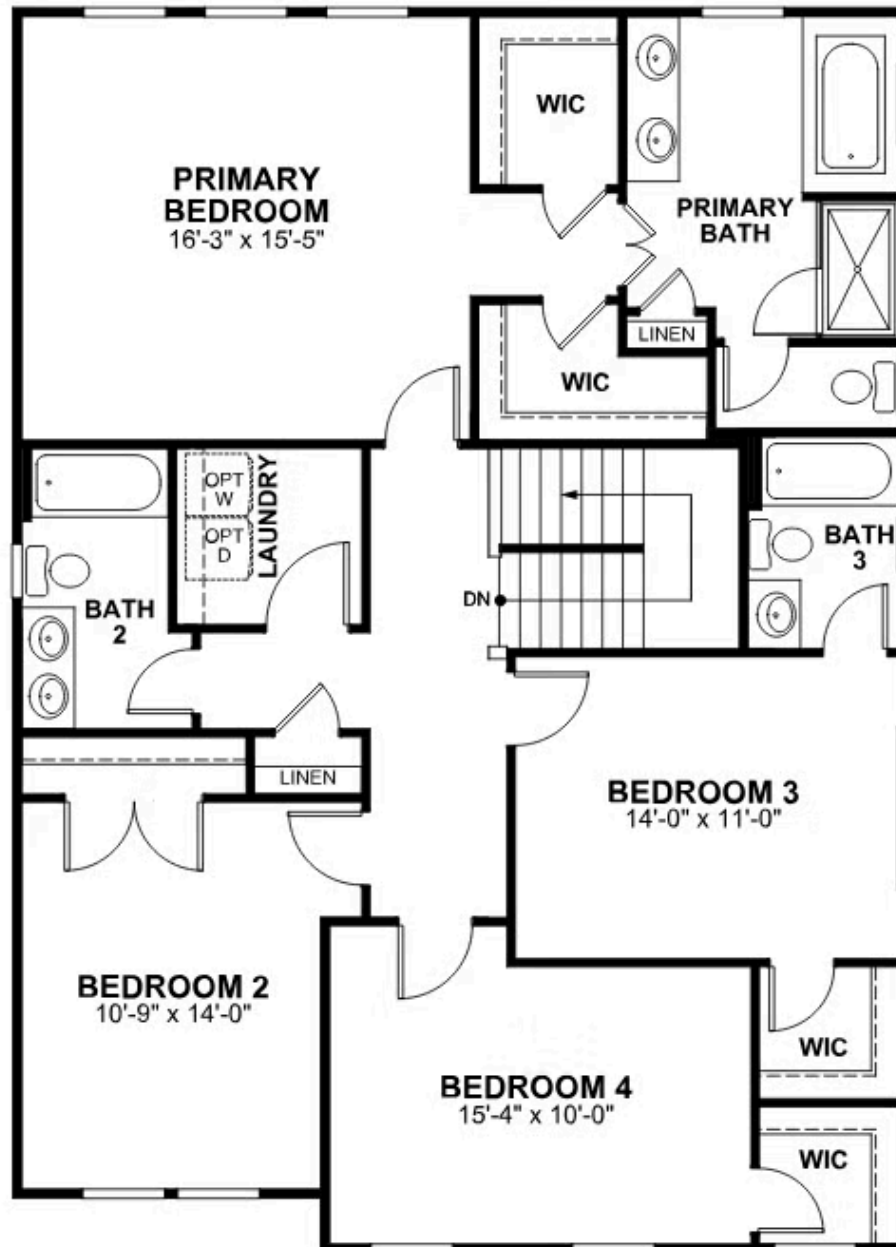 WIC
PRIMARY
BEDROOM
16'-3" x 15'-5"
PRIMARY
BATH
LINEN
WIC
OPT
W
OPT
D
LAUNDRY
BATH
3
DN
BATH
2
LINEN
BEDROOM 3
14'-0" x 11'-0"
BEDROOM 2
10'-9" x 14'-0"
WIC
BEDROOM 4
15'-4" x 10'-0"
WIC